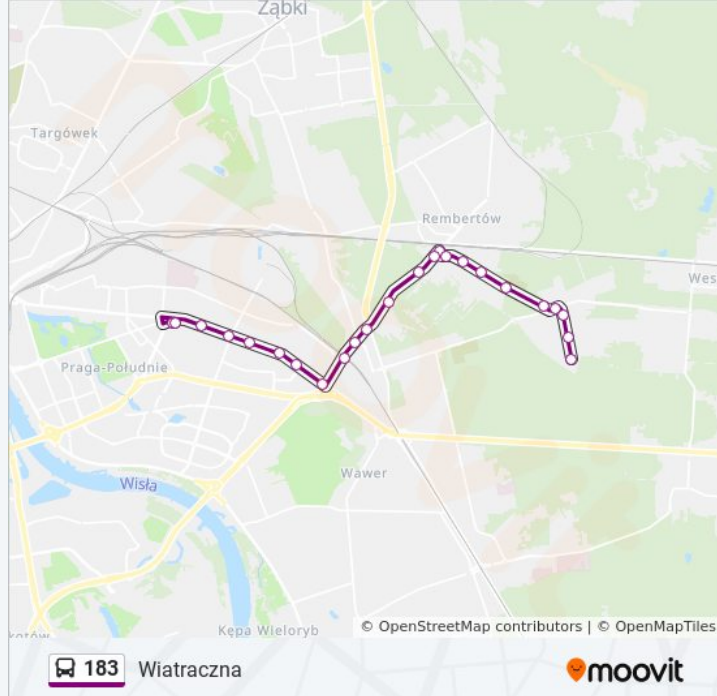 Ząbki
Targówek
Rembertów
Wes
Praga-Południe
Wawer
Wisła
Kępa Wieloryb
kotów
© OpenStreetMap contributors | © OpenMapTiles
183 Wiatraczna
moovit